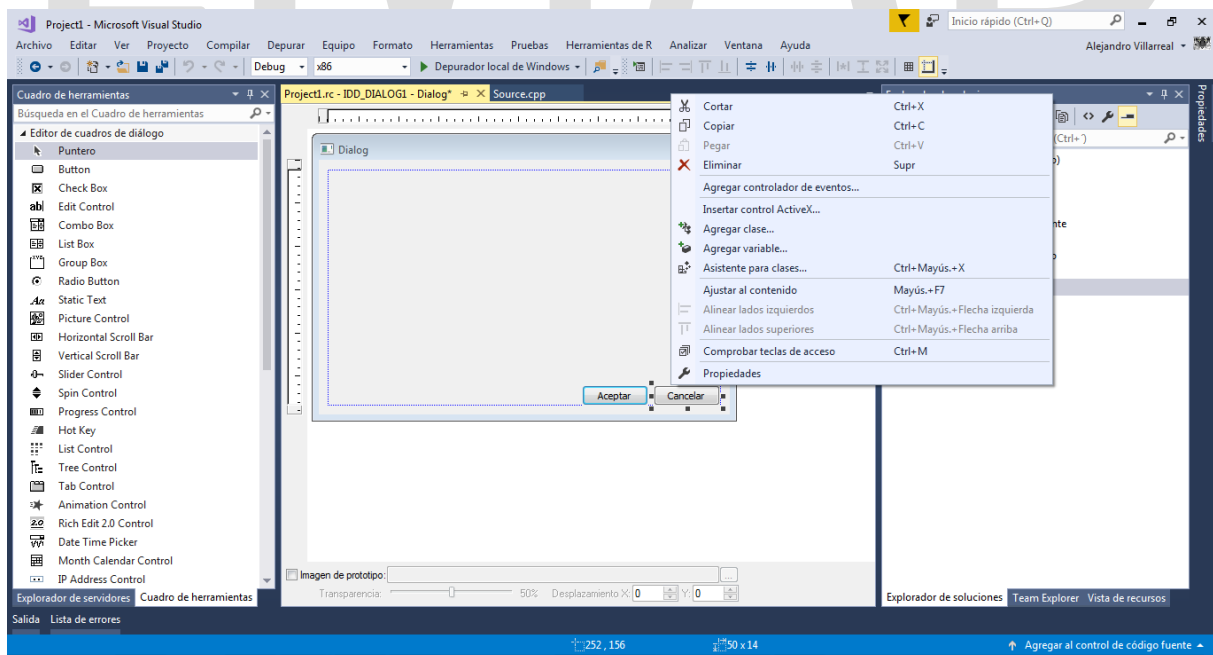 Project1 - Microsoft Visual Studio
Inicio rápido (Ctrl+Q)
Archivo Editar Ver Proyecto Compilar Depurar Equipo Formato Herramientas Pruebas Herramientas de R Analizar Ventana Ayuda
Alejandro Villarreal
Debug x86 Depurador local de Windows
Cuadro de herramientas
Búsqueda en el Cuadro de herramientas
Editor de cuadros de diálogo
Puntero
Button
Check Box
Edit Control
Combo Box
List Box
Group Box
Radio Button
Static Text
Picture Control
Horizontal Scroll Bar
Vertical Scroll Bar
Slider Control
Spin Control
Progress Control
Hot Key
List Control
Tree Control
Tab Control
Animation Control
Rich Edit 2.0 Control
Date Time Picker
Month Calendar Control
IP Address Control
Explorador de servidores Cuadro de herramientas
Project1.rc - IDD_DIALOG1 - Dialog* Source.cpp
Dialog
Aceptar Cancelar
Cortar Ctrl+X
Copiar Ctrl+C
Pegar Ctrl+V
Eliminar Supr
Agregar controlador de eventos...
Insertar control ActiveX...
Agregar clase...
Agregar variable...
Asistente para clases... Ctrl+Mayús.+X
Ajustar al contenido Mayús.+F7
Alinear lados izquierdos Ctrl+Mayús.+Flecha izquierda
Alinear lados superiores Ctrl+Mayús.+Flecha arriba
Comprobar teclas de acceso Ctrl+M
Propiedades
Imagen de prototipo:
Transparencia: 50% Desplazamiento X: 0 Y: 0
(Ctrl+´)
nte
Propiedades
Explorador de soluciones Team Explorer Vista de recursos
Salida Lista de errores
252 , 156 50 x 14 Agregar al control de código fuente